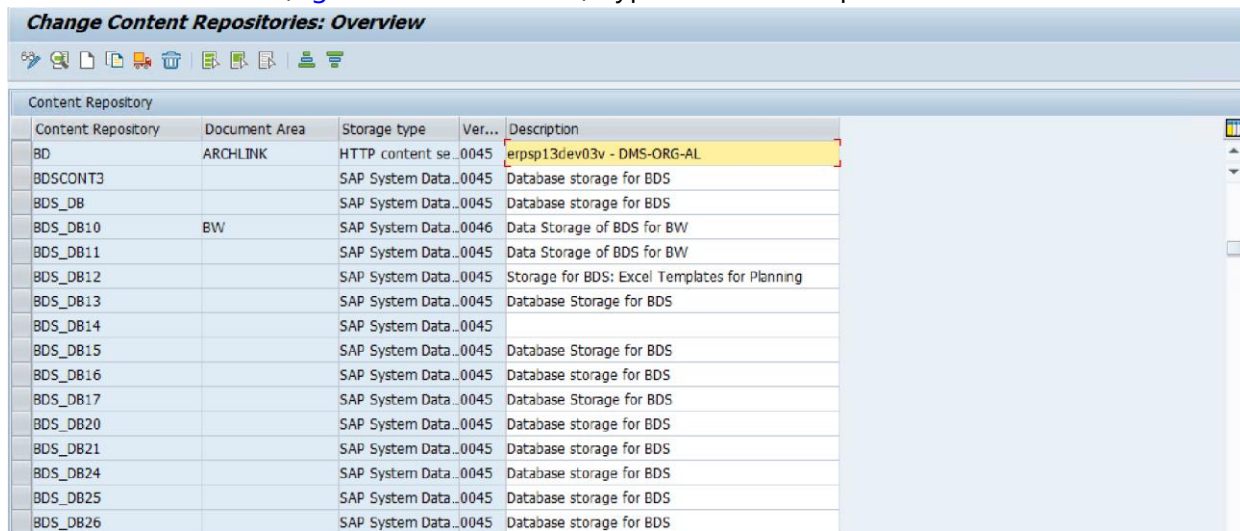 Change Content Repositories: Overview
Content Repository
Content Repository Document Area Storage type Ver... Description
BD ARCHLINK HTTP content se…0045 erpsp13dev03v - DMS-ORG-AL
BDSCONT3 SAP System Data…0045 Database storage for BDS
BDS_DB SAP System Data…0045 Database storage for BDS
BDS_DB10 BW SAP System Data…0046 Data Storage of BDS for BW
BDS_DB11 SAP System Data…0045 Data Storage of BDS for BW
BDS_DB12 SAP System Data…0045 Storage for BDS: Excel Templates for Planning
BDS_DB13 SAP System Data…0045 Database Storage for BDS
BDS_DB14 SAP System Data…0045
BDS_DB15 SAP System Data…0045 Database Storage for BDS
BDS_DB16 SAP System Data…0045 Database storage for BDS
BDS_DB17 SAP System Data…0045 Database Storage for BDS
BDS_DB20 SAP System Data…0045 Database storage for BDS
BDS_DB21 SAP System Data…0045 Database storage for BDS
BDS_DB24 SAP System Data…0045 Database storage for BDS
BDS_DB25 SAP System Data…0045 Database storage for BDS
BDS_DB26 SAP System Data…0045 Database storage for BDS